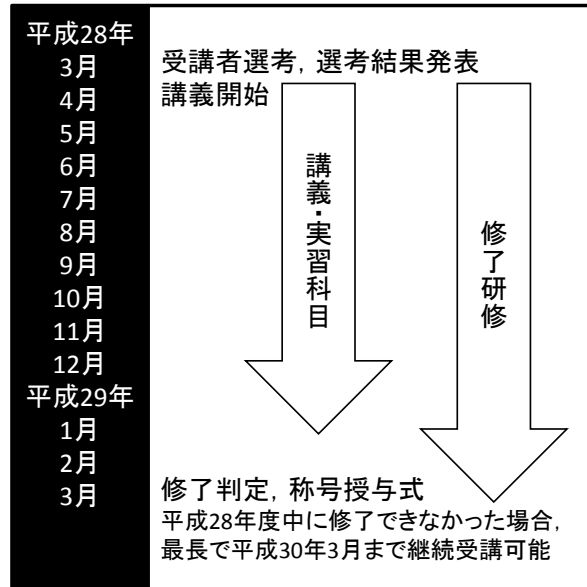 平成28年
3月
4月
5月
6月
7月
8月
9月
10月
11月
12月
平成29年
1月
2月
3月
受講者選考，選考結果発表
講義開始
講義・実習科目
修了研修
修了判定，称号授与式
平成28年度中に修了できなかった場合，
最長で平成30年3月まで継続受講可能